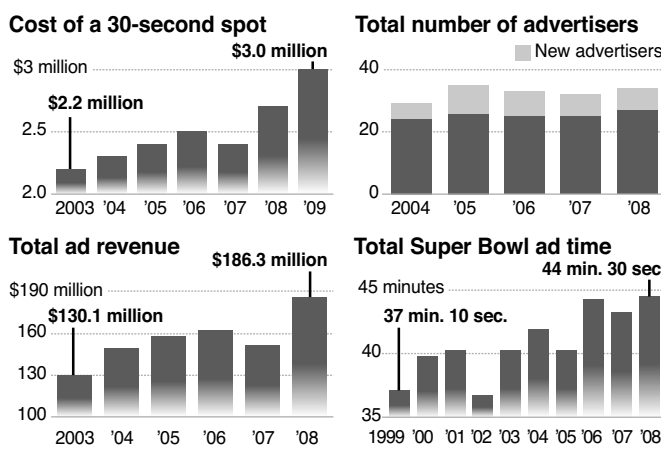 Cost of a 30-second spot
$3.0 million
$3 million
$2.2 million
2.5
2.0
2003 '04 '05 '06 '07 '08 '09
Total number of advertisers
New advertisers
40
20
0
2004 '05 '06 '07 '08
Total ad revenue
$186.3 million
$190 million
$130.1 million
160
130
100
2003 '04 '05 '06 '07 '08
Total Super Bowl ad time
44 min. 30 sec
45 minutes
37 min. 10 sec.
40
35
1999 '00 '01 '02 '03 '04 '05 '06 '07 '08